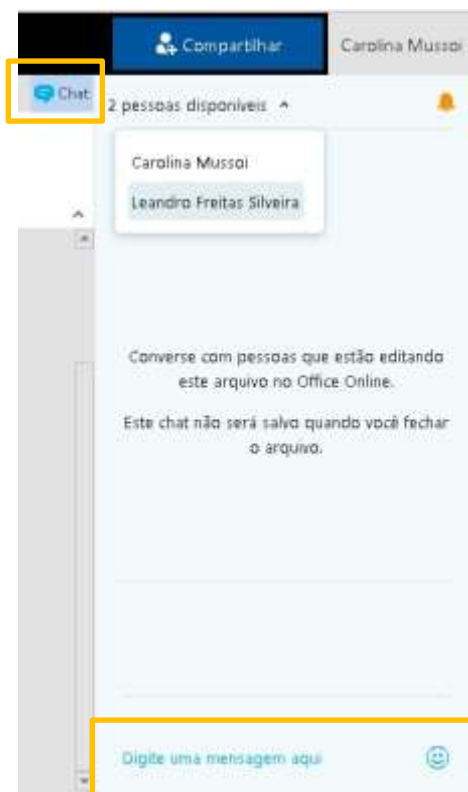 Compartilhar
Carolina Mussoi
Chat
2 pessoas disponíveis
Carolina Mussoi
Leandro Freitas Silveira
Converse com pessoas que estão editando
este arquivo no Office Online.
Este chat não será salvo quando você fechar
o arquivo.
Digite uma mensagem aqui